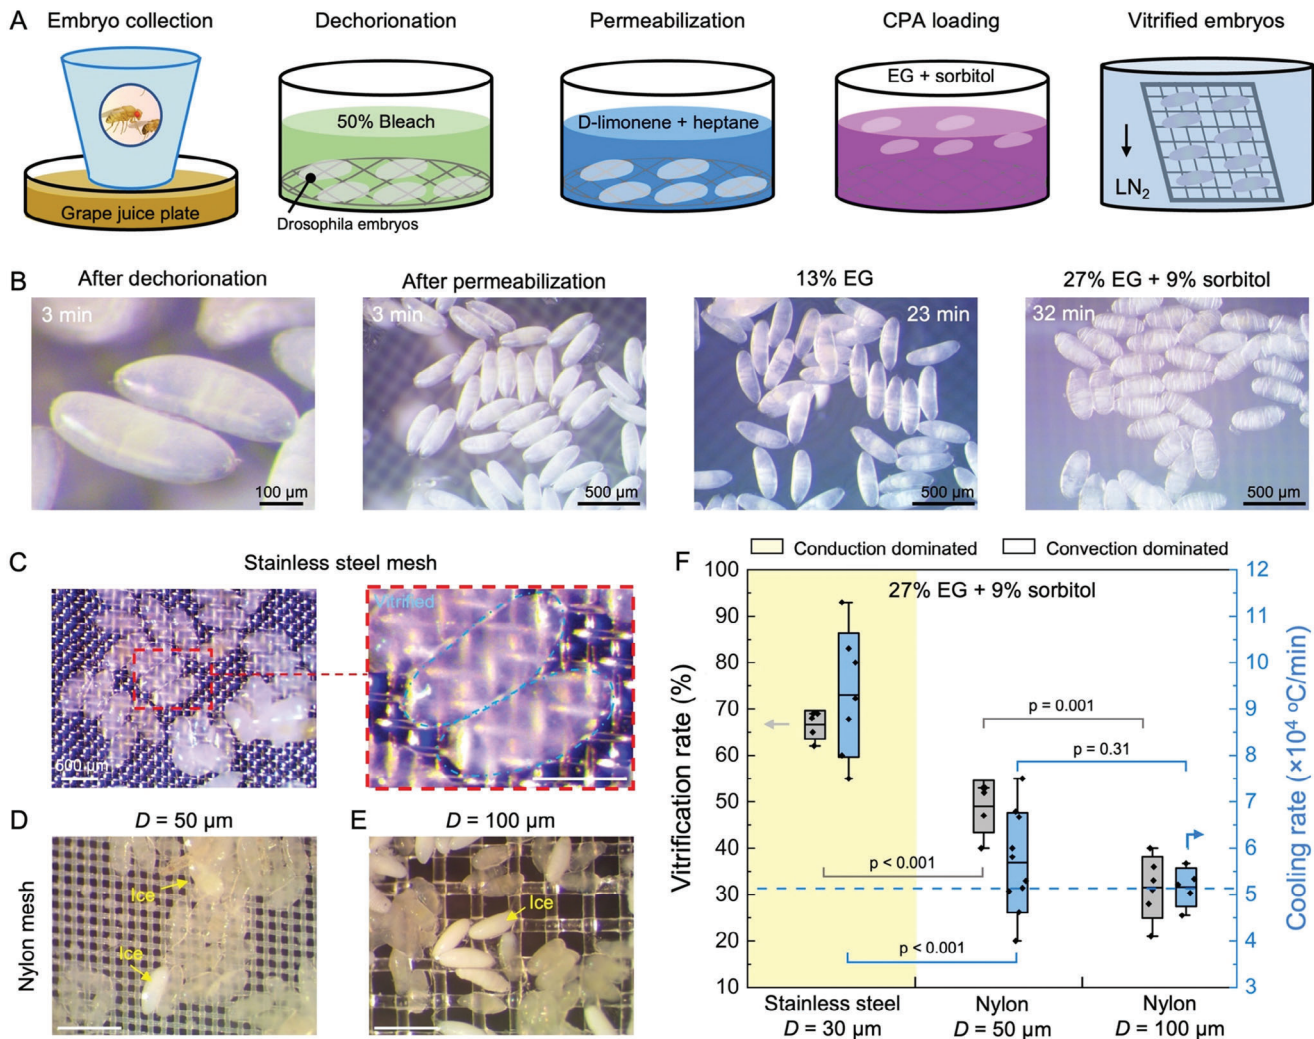 A
Embryo collection
Dechorionation
Permeabilization
CPA loading
Vitrified embryos
Grape juice plate
50% Bleach
Drosophila embryos
D-limonene + heptane
EG + sorbitol
LN2
B
After dechorionation
After permeabilization
13% EG
27% EG + 9% sorbitol
3 min
3 min
23 min
32 min
100 µm
500 µm
500 µm
500 µm
C
Stainless steel mesh
Vitrified
500 µm
D
D = 50 µm
E
D = 100 µm
Nylon mesh
Ice
Ice
Ice
F
Conduction dominated
Convection dominated
27% EG + 9% sorbitol
Vitrification rate (%)
100
90
80
70
60
50
40
30
20
10
p = 0.001
p = 0.31
p < 0.001
p < 0.001
12
11
10
9
8
7
6
5
4
3
Cooling rate (×10⁴ ºC/min)
Stainless steel
D = 30 µm
Nylon
D = 50 µm
Nylon
D = 100 µm